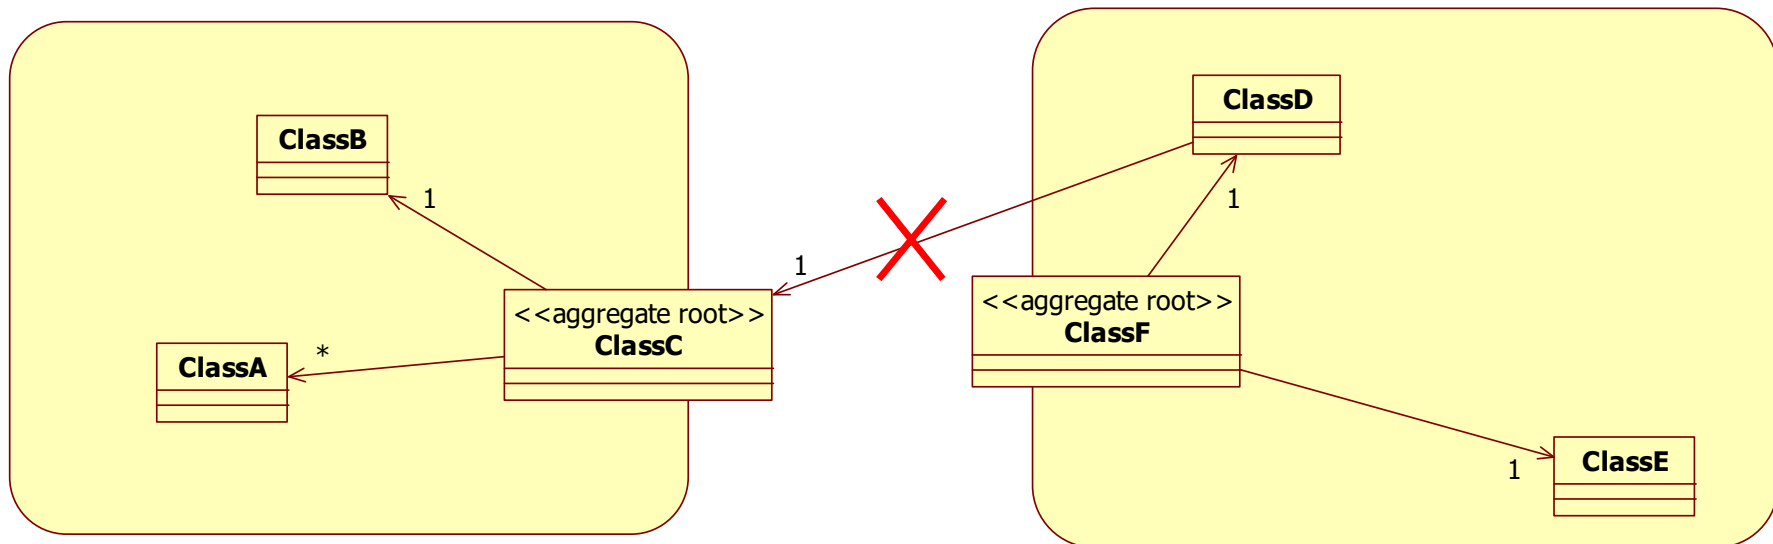 ClassB
1
ClassA
*
<<aggregate root>>
ClassC
1
ClassD
1
<<aggregate root>>
ClassF
1
ClassE